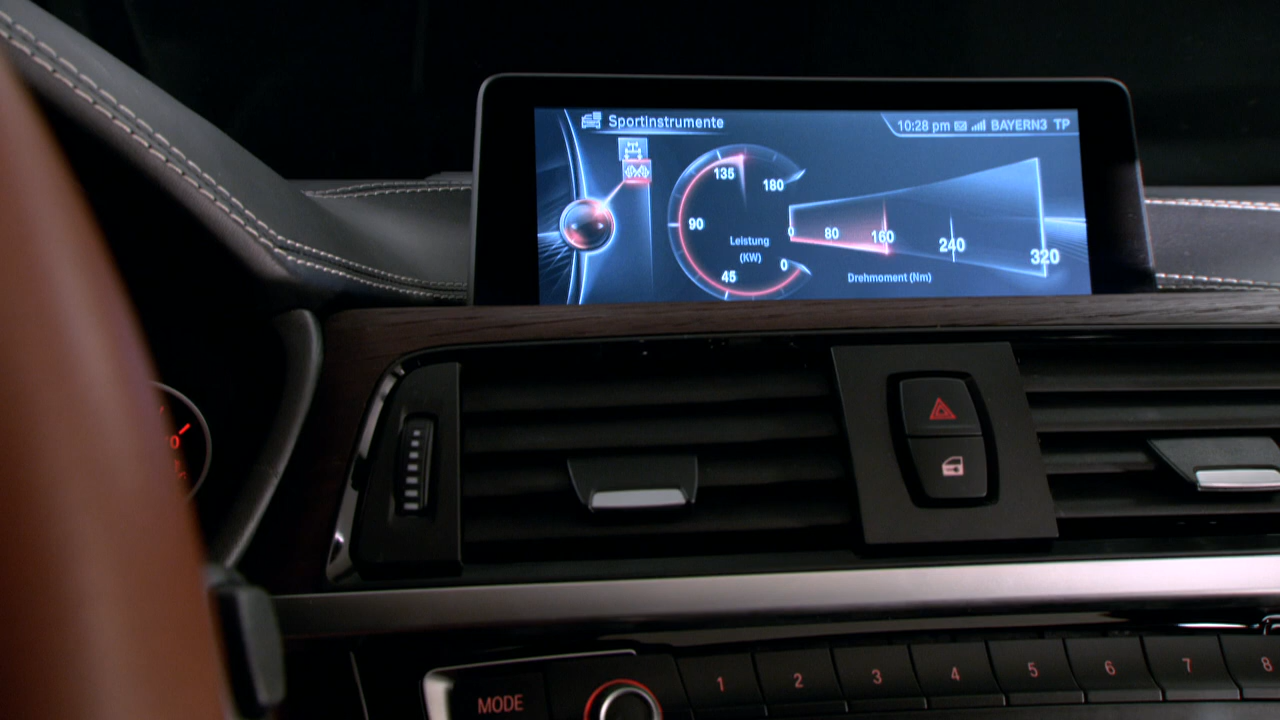 Sportinstrumente
10:28 pm BAYERN3 TP
135
180
90
45
0
Leistung
(KW)
0 80 160 240 320
Drehmoment (Nm)
MODE 1 2 3 4 5 6 7 8